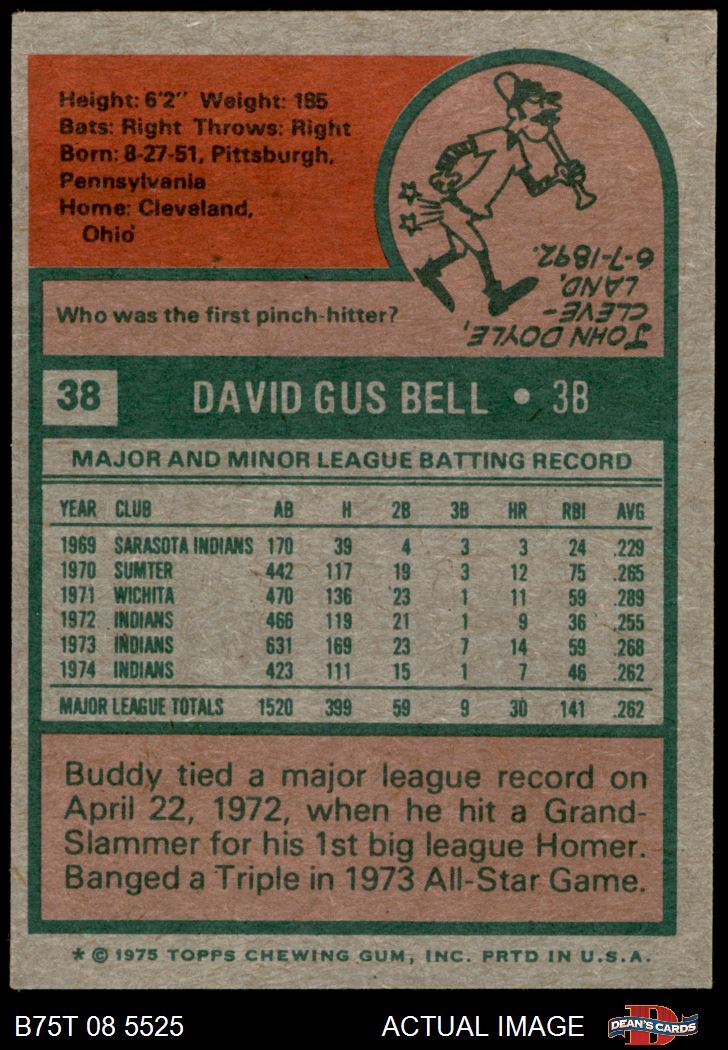 Height: 6'2" Weight: 185
Bats: Right Throws: Right
Born: 8-27-51, Pittsburgh,
Pennsylvania
Home: Cleveland,
Ohio
Who was the first pinch-hitter?
JOHN DOYLE,
CLEVE-
LAND,
6-7-1892.
38 DAVID GUS BELL • 3B
MAJOR AND MINOR LEAGUE BATTING RECORD
YEAR CLUB AB H 2B 3B HR RBI AVG
1969 SARASOTA INDIANS 170 39 4 3 3 24 .229
1970 SUMTER 442 117 19 3 12 75 .265
1971 WICHITA 470 136 23 1 11 59 .289
1972 INDIANS 466 119 21 1 9 36 .255
1973 INDIANS 631 169 23 7 14 59 .268
1974 INDIANS 423 111 15 1 7 46 .262
MAJOR LEAGUE TOTALS 1520 399 59 9 30 141 .262
Buddy tied a major league record on
April 22, 1972, when he hit a Grand-
Slammer for his 1st big league Homer.
Banged a Triple in 1973 All-Star Game.
* © 1975 TOPPS CHEWING GUM, INC. PRTD IN U.S.A.
B75T 08 5525 ACTUAL IMAGE DEAN'S CARDS